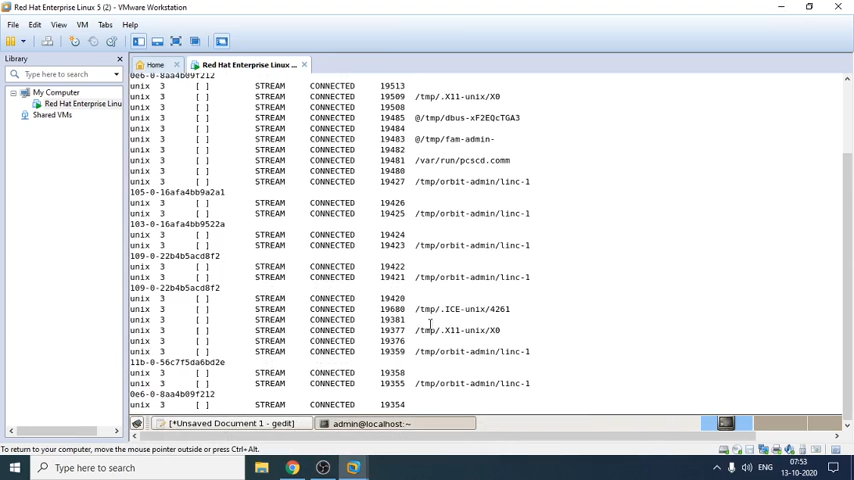 Red Hat Enterprise Linux 5 (2) - VMware Workstation
File Edit View VM Tabs Help
Library
Type here to search
My Computer
Red Hat Enterprise Linu
Shared VMs
Home
Red Hat Enterprise Linux ...
0e6-0-8aa4b09f212
unix 3 [ ] STREAM CONNECTED 19513
unix 3 [ ] STREAM CONNECTED 19509 /tmp/.X11-unix/X0
unix 3 [ ] STREAM CONNECTED 19508
unix 3 [ ] STREAM CONNECTED 19485 @/tmp/dbus-xF2EQcTGA3
unix 3 [ ] STREAM CONNECTED 19484
unix 3 [ ] STREAM CONNECTED 19483 @/tmp/fam-admin-
unix 3 [ ] STREAM CONNECTED 19482
unix 3 [ ] STREAM CONNECTED 19481 /var/run/pcscd.comm
unix 3 [ ] STREAM CONNECTED 19480
unix 3 [ ] STREAM CONNECTED 19427 /tmp/orbit-admin/linc-1
105-0-16afa4bb9a2a1
unix 3 [ ] STREAM CONNECTED 19426
unix 3 [ ] STREAM CONNECTED 19425 /tmp/orbit-admin/linc-1
103-0-16afa4bb9522a
unix 3 [ ] STREAM CONNECTED 19424
unix 3 [ ] STREAM CONNECTED 19423 /tmp/orbit-admin/linc-1
109-0-22b4b5acd8f2
unix 3 [ ] STREAM CONNECTED 19422
unix 3 [ ] STREAM CONNECTED 19421 /tmp/orbit-admin/linc-1
109-0-22b4b5acd8f2
unix 3 [ ] STREAM CONNECTED 19420
unix 3 [ ] STREAM CONNECTED 19680 /tmp/.ICE-unix/4261
unix 3 [ ] STREAM CONNECTED 19381
unix 3 [ ] STREAM CONNECTED 19377 /tmp/.X11-unix/X0
unix 3 [ ] STREAM CONNECTED 19376
unix 3 [ ] STREAM CONNECTED 19359 /tmp/orbit-admin/linc-1
11b-0-56c7f5da6bd2e
unix 3 [ ] STREAM CONNECTED 19358
unix 3 [ ] STREAM CONNECTED 19355 /tmp/orbit-admin/linc-1
0e6-0-8aa4b09f212
unix 3 [ ] STREAM CONNECTED 19354
[*Unsaved Document 1 - gedit]
admin@localhost:~
To return to your computer, move the mouse pointer outside or press Ctrl+Alt.
Type here to search
ENG
07:53
13-10-2020